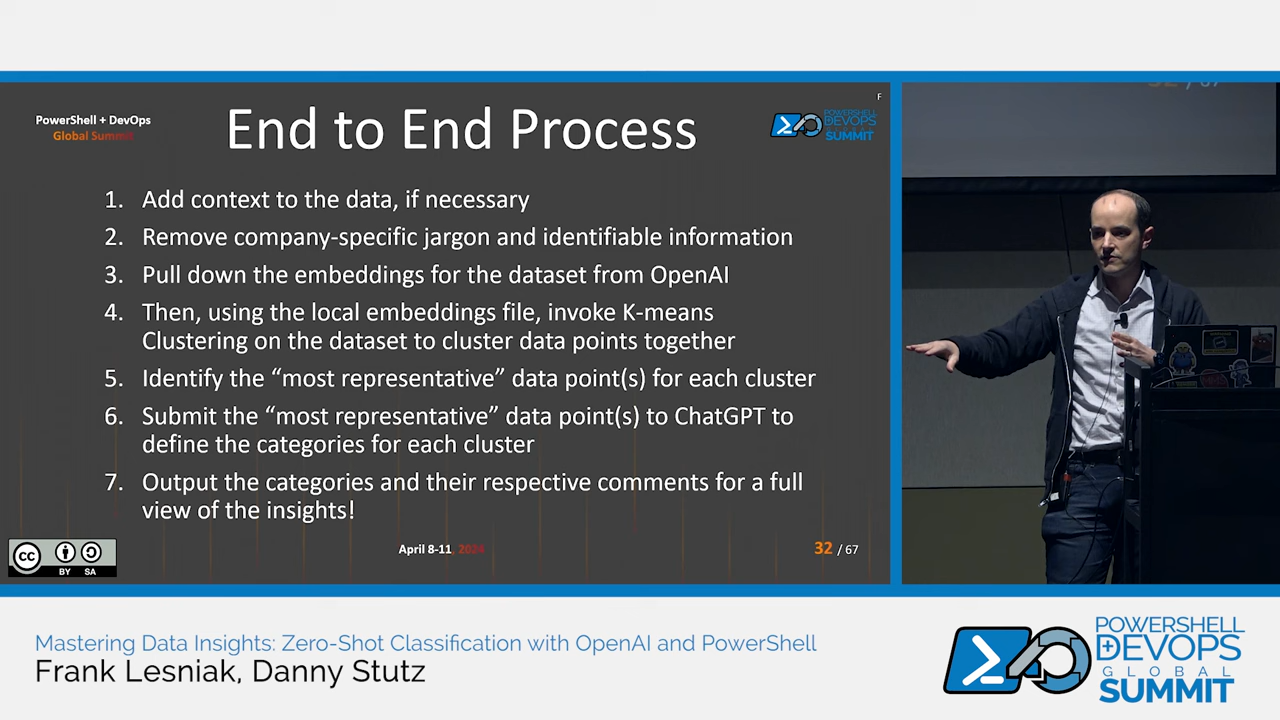 PowerShell + DevOps
Global Summit
End to End Process
F
POWERSHELL
DEVOPS
GLOBAL
SUMMIT
1. Add context to the data, if necessary
2. Remove company-specific jargon and identifiable information
3. Pull down the embeddings for the dataset from OpenAI
4. Then, using the local embeddings file, invoke K-means
Clustering on the dataset to cluster data points together
5. Identify the “most representative” data point(s) for each cluster
6. Submit the “most representative” data point(s) to ChatGPT to
define the categories for each cluster
7. Output the categories and their respective comments for a full
view of the insights!
CC BY SA
April 8-11, 2024
32 / 67
32 / 67
Mastering Data Insights: Zero-Shot Classification with OpenAI and PowerShell
Frank Lesniak, Danny Stutz
POWERSHELL
+DEVOPS
GLOBAL
SUMMIT